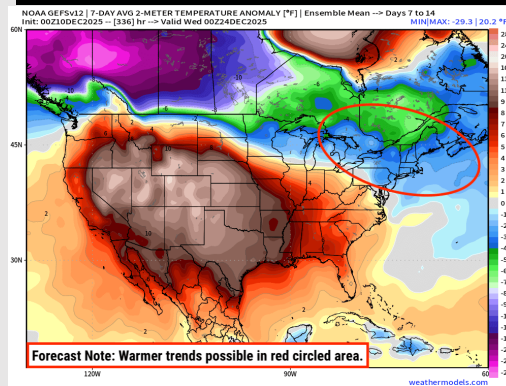 NOAA GEFSv12 | 7-DAY AVG 2-METER TEMPERATURE ANOMALY [°F] | Ensemble Mean --> Days 7 to 14
Init: 00Z10DEC2025 -- [336] hr --> Valid Wed 00Z24DEC2025 MIN|MAX: -29.3 | 20.2 °F
60N
45N
30N
120W
90W
Forecast Note: Warmer trends possible in red circled area.
weathermodels.com